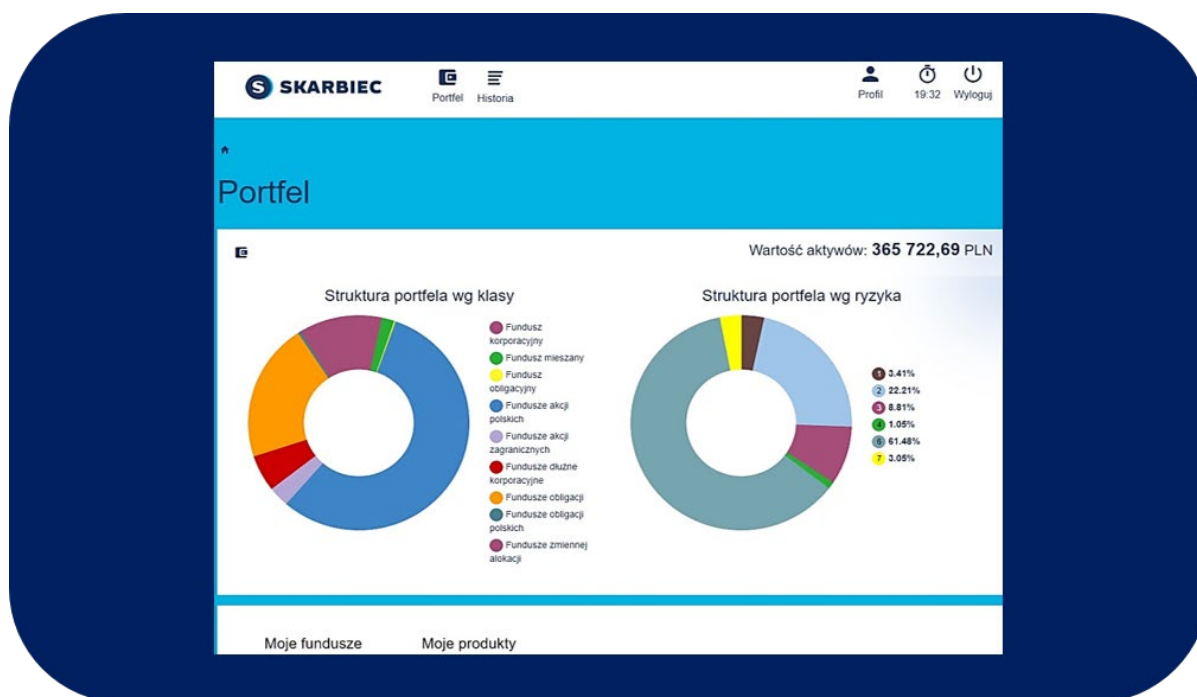 S SKARBIEC
Portfel
Historia
Profil
19:32
Wyloguj
Portfel
Wartość aktywów: 365 722,69 PLN
Struktura portfela wg klasy
Fundusz
korporacyjny
Fundusz mieszany
Fundusz
obligacyjny
Fundusze akcji
polskich
Fundusze akcji
zagranicznych
Fundusze dłużne
korporacyjne
Fundusze obligacji
Fundusze obligacji
polskich
Fundusze zmiennej
alokacji
Struktura portfela wg ryzyka
1 3.41%
2 22.21%
3 8.81%
4 1.05%
6 61.48%
7 3.05%
Moje fundusze
Moje produkty